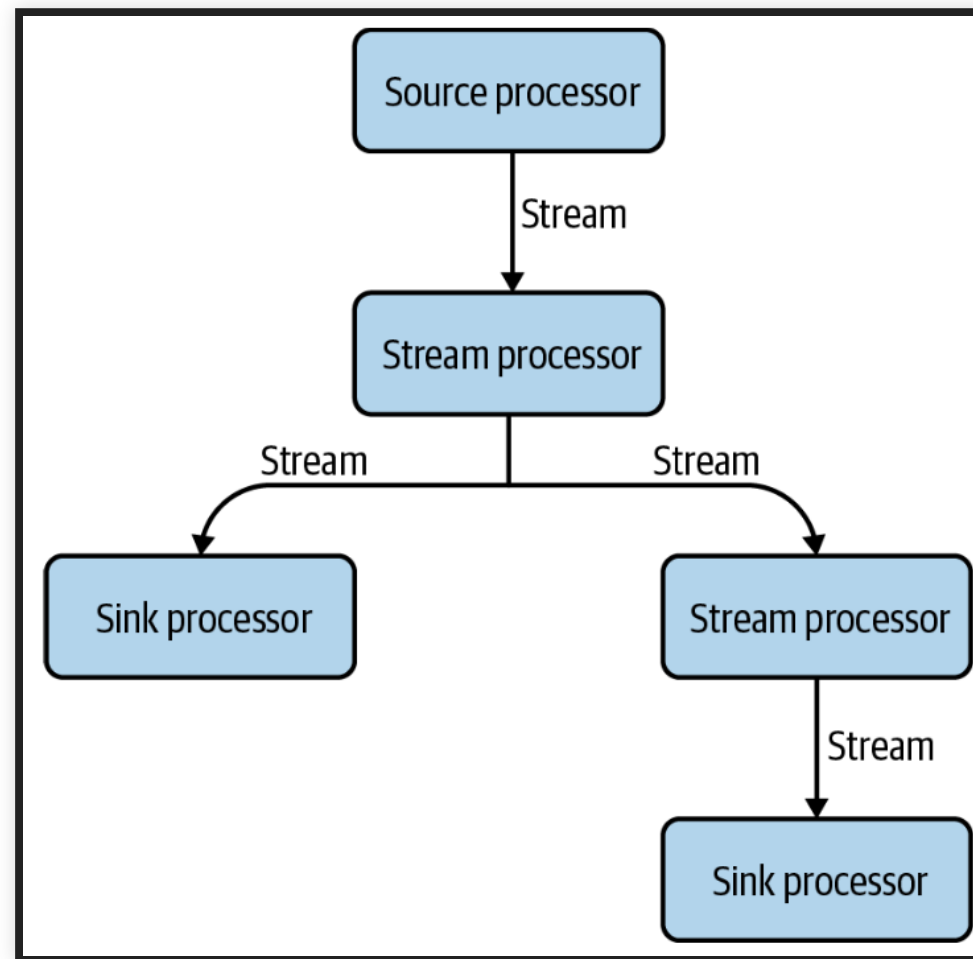 Source processor
Stream
Stream processor
Stream
Stream
Sink processor
Stream processor
Stream
Sink processor